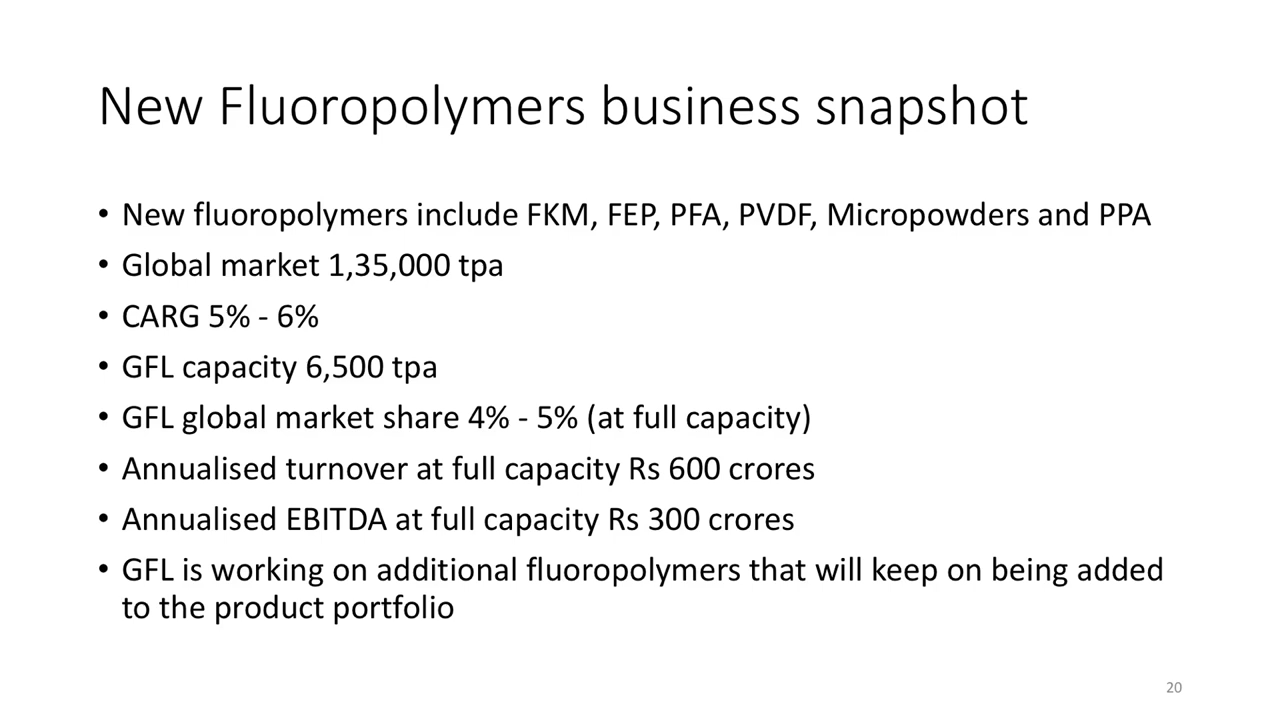 New Fluoropolymers business snapshot
• New fluoropolymers include FKM, FEP, PFA, PVDF, Micropowders and PPA
• Global market 1,35,000 tpa
• CARG 5% - 6%
• GFL capacity 6,500 tpa
• GFL global market share 4% - 5% (at full capacity)
• Annualised turnover at full capacity Rs 600 crores
• Annualised EBITDA at full capacity Rs 300 crores
• GFL is working on additional fluoropolymers that will keep on being added
to the product portfolio
20